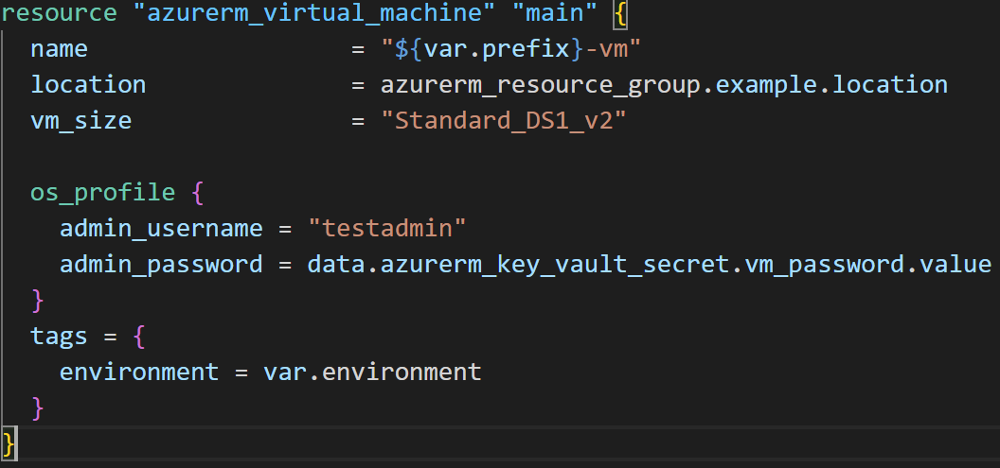 resource "azurerm_virtual_machine" "main" {
  name                  = "${var.prefix}-vm"
  location              = azurerm_resource_group.example.location
  vm_size               = "Standard_DS1_v2"

  os_profile {
    admin_username = "testadmin"
    admin_password = data.azurerm_key_vault_secret.vm_password.value
  }
  tags = {
    environment = var.environment
  }
}